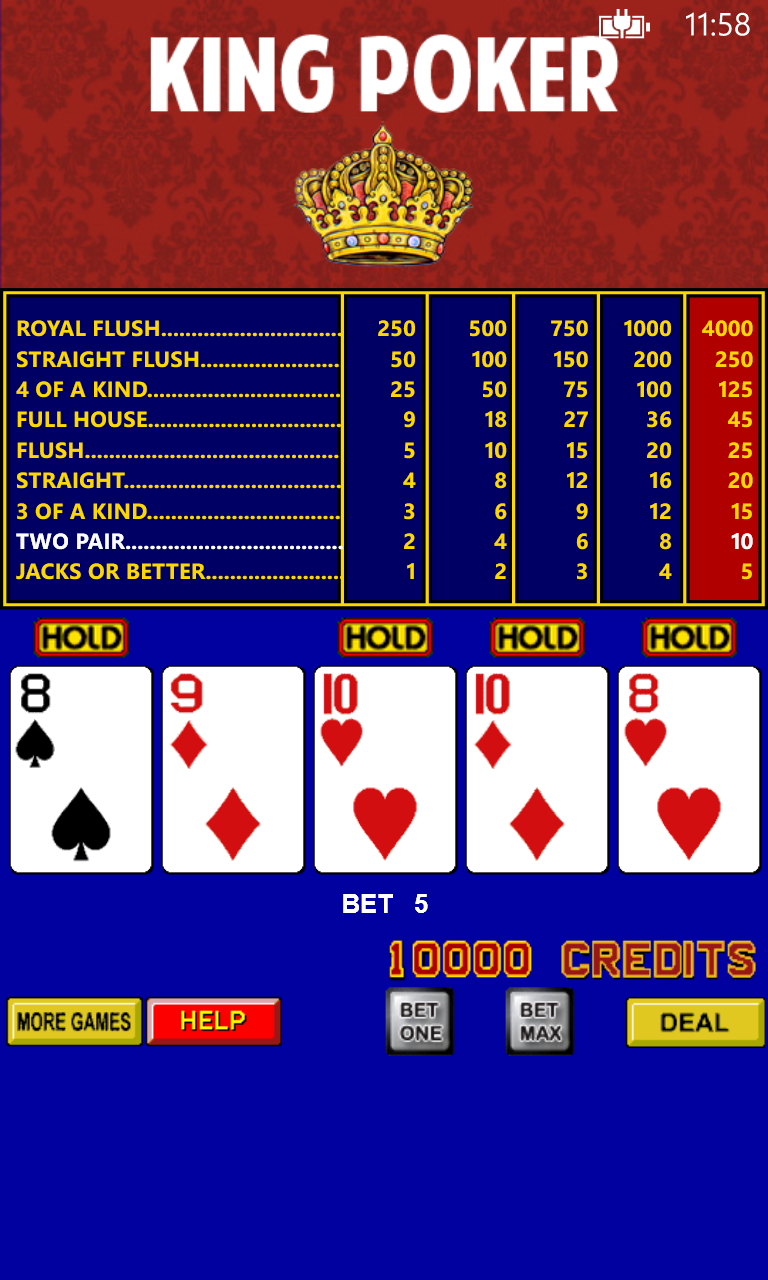 11:58
KING POKER
ROYAL FLUSH.............................. 250 500 750 1000 4000
STRAIGHT FLUSH....................... 50 100 150 200 250
4 OF A KIND................................ 25 50 75 100 125
FULL HOUSE................................ 9 18 27 36 45
FLUSH........................................... 5 10 15 20 25
STRAIGHT.................................... 4 8 12 16 20
3 OF A KIND................................ 3 6 9 12 15
TWO PAIR.................................... 2 4 6 8 10
JACKS OR BETTER....................... 1 2 3 4 5
HOLD HOLD HOLD HOLD
8 9 10 10 8
BET 5
10000 CREDITS
MORE GAMES HELP BET ONE BET MAX DEAL